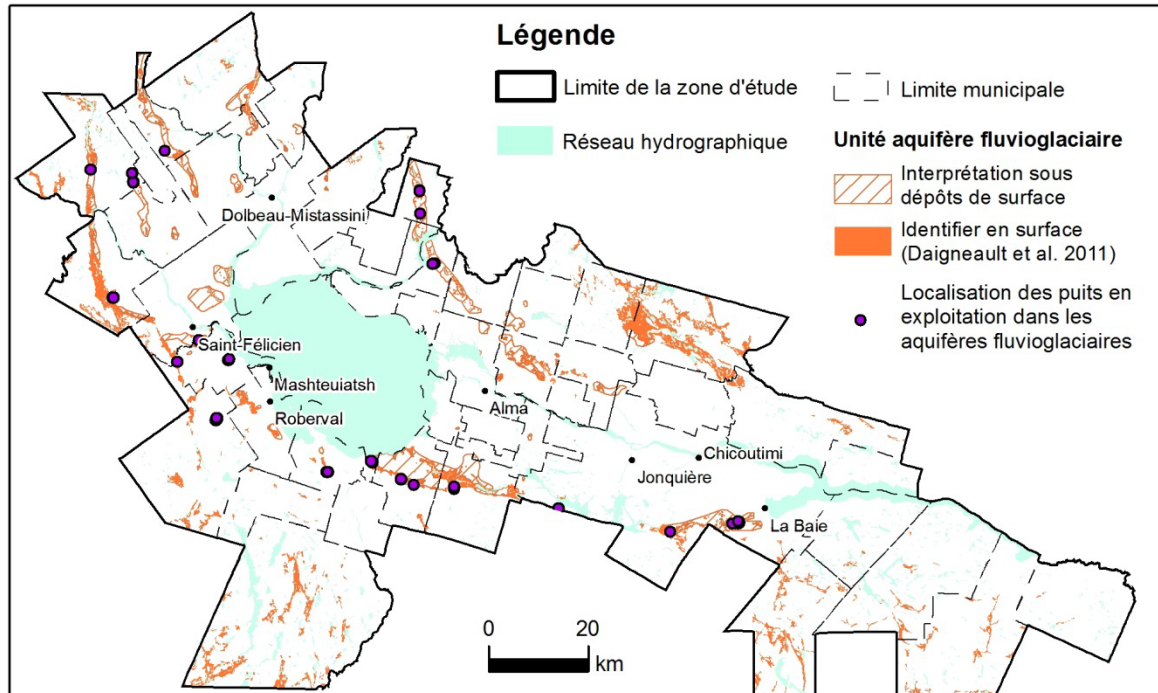 Légende
Limite de la zone d'étude
Réseau hydrographique
Limite municipale
Unité aquifère fluvioglaciaire
Interprétation sous
dépôts de surface
Identifier en surface
(Daigneault et al. 2011)
Localisation des puits en
exploitation dans les
aquifères fluvioglaciaires
Dolbeau-Mistassini
Saint-Félicien
Mashteuiatsh
Roberval
Alma
Chicoutimi
Jonquière
La Baie
0 20
km